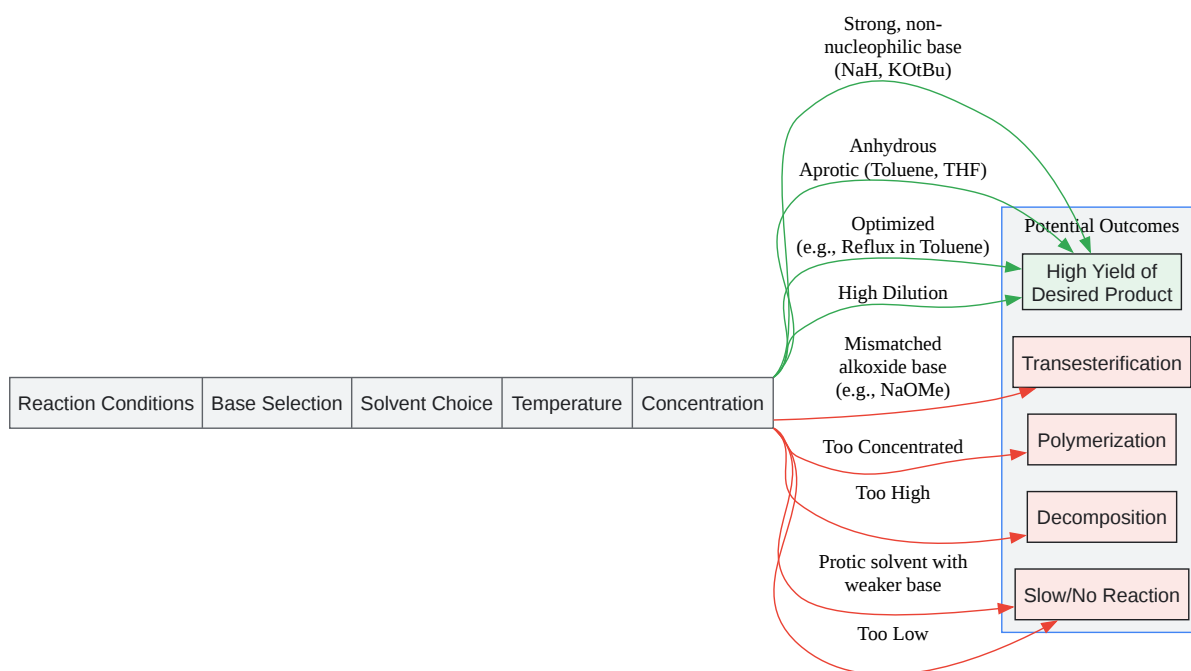 Strong, non-
nucleophilic base
(NaH, KOtBu)
Anhydrous
Aprotic (Toluene, THF)
Optimized
(e.g., Reflux in Toluene)
High Dilution
Mismatched
alkoxide base
(e.g., NaOMe)
Too Concentrated
Too High
Protic solvent with
weaker base
Too Low
Reaction Conditions
Base Selection
Solvent Choice
Temperature
Concentration
Potential Outcomes
High Yield of
Desired Product
Transesterification
Polymerization
Decomposition
Slow/No Reaction